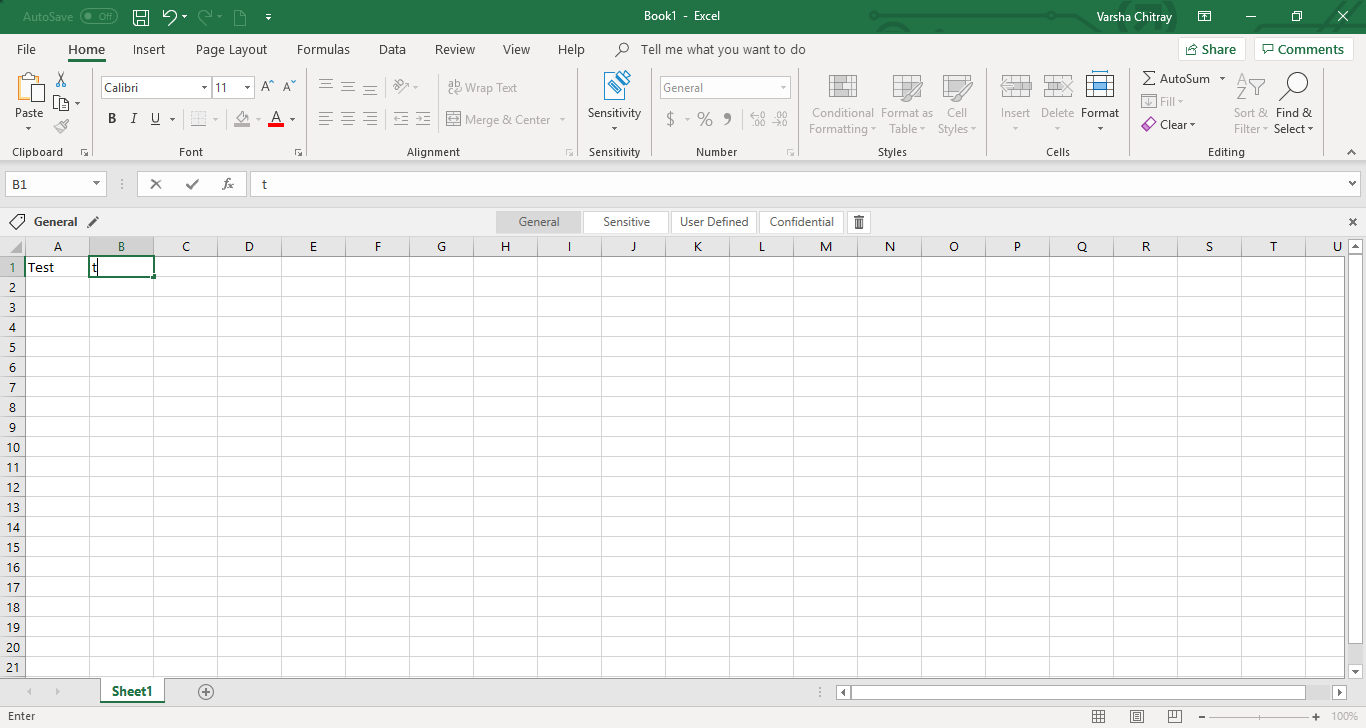 AutoSave Off Book1 - Excel Varsha Chitray
File Home Insert Page Layout Formulas Data Review View Help Tell me what you want to do Share Comments
Paste
Calibri 11
B I U A
Wrap Text
Merge & Center
Sensitivity
General
$ % 9 .00 .00
Conditional Formatting
Format as Table
Cell Styles
Insert Delete Format
AutoSum
Fill
Clear
Sort & Filter
Find & Select
Clipboard Font Alignment Sensitivity Number Styles Cells Editing
B1 fx t
General General Sensitive User Defined Confidential
A B C D E F G H I J K L M N O P Q R S T U
1 Test t
2
3
4
5
6
7
8
9
10
11
12
13
14
15
16
17
18
19
20
21
Sheet1
Enter 100%